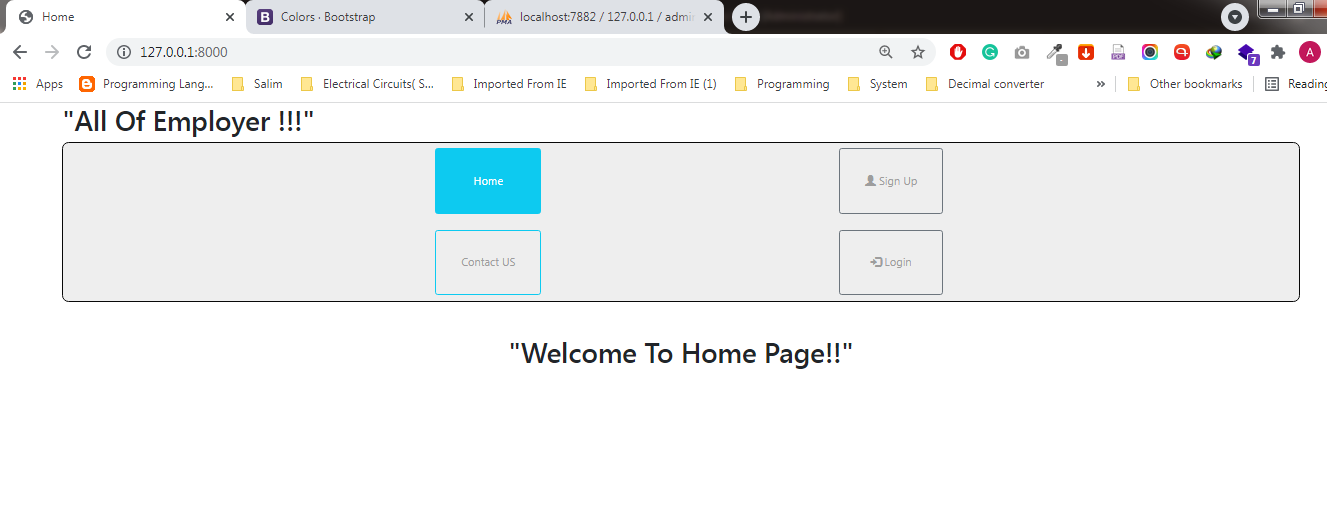 Home
Colors · Bootstrap
PMA
localhost:7882 / 127.0.0.1 / admi
127.0.0.1:8000
7
A
Apps
Programming Lang...
Salim
Electrical Circuits( S...
Imported From IE
Imported From IE (1)
Programming
System
Decimal converter
»
Other bookmarks
Reading
"All Of Employer !!!"
Home
Sign Up
Contact US
Login
"Welcome To Home Page!!"